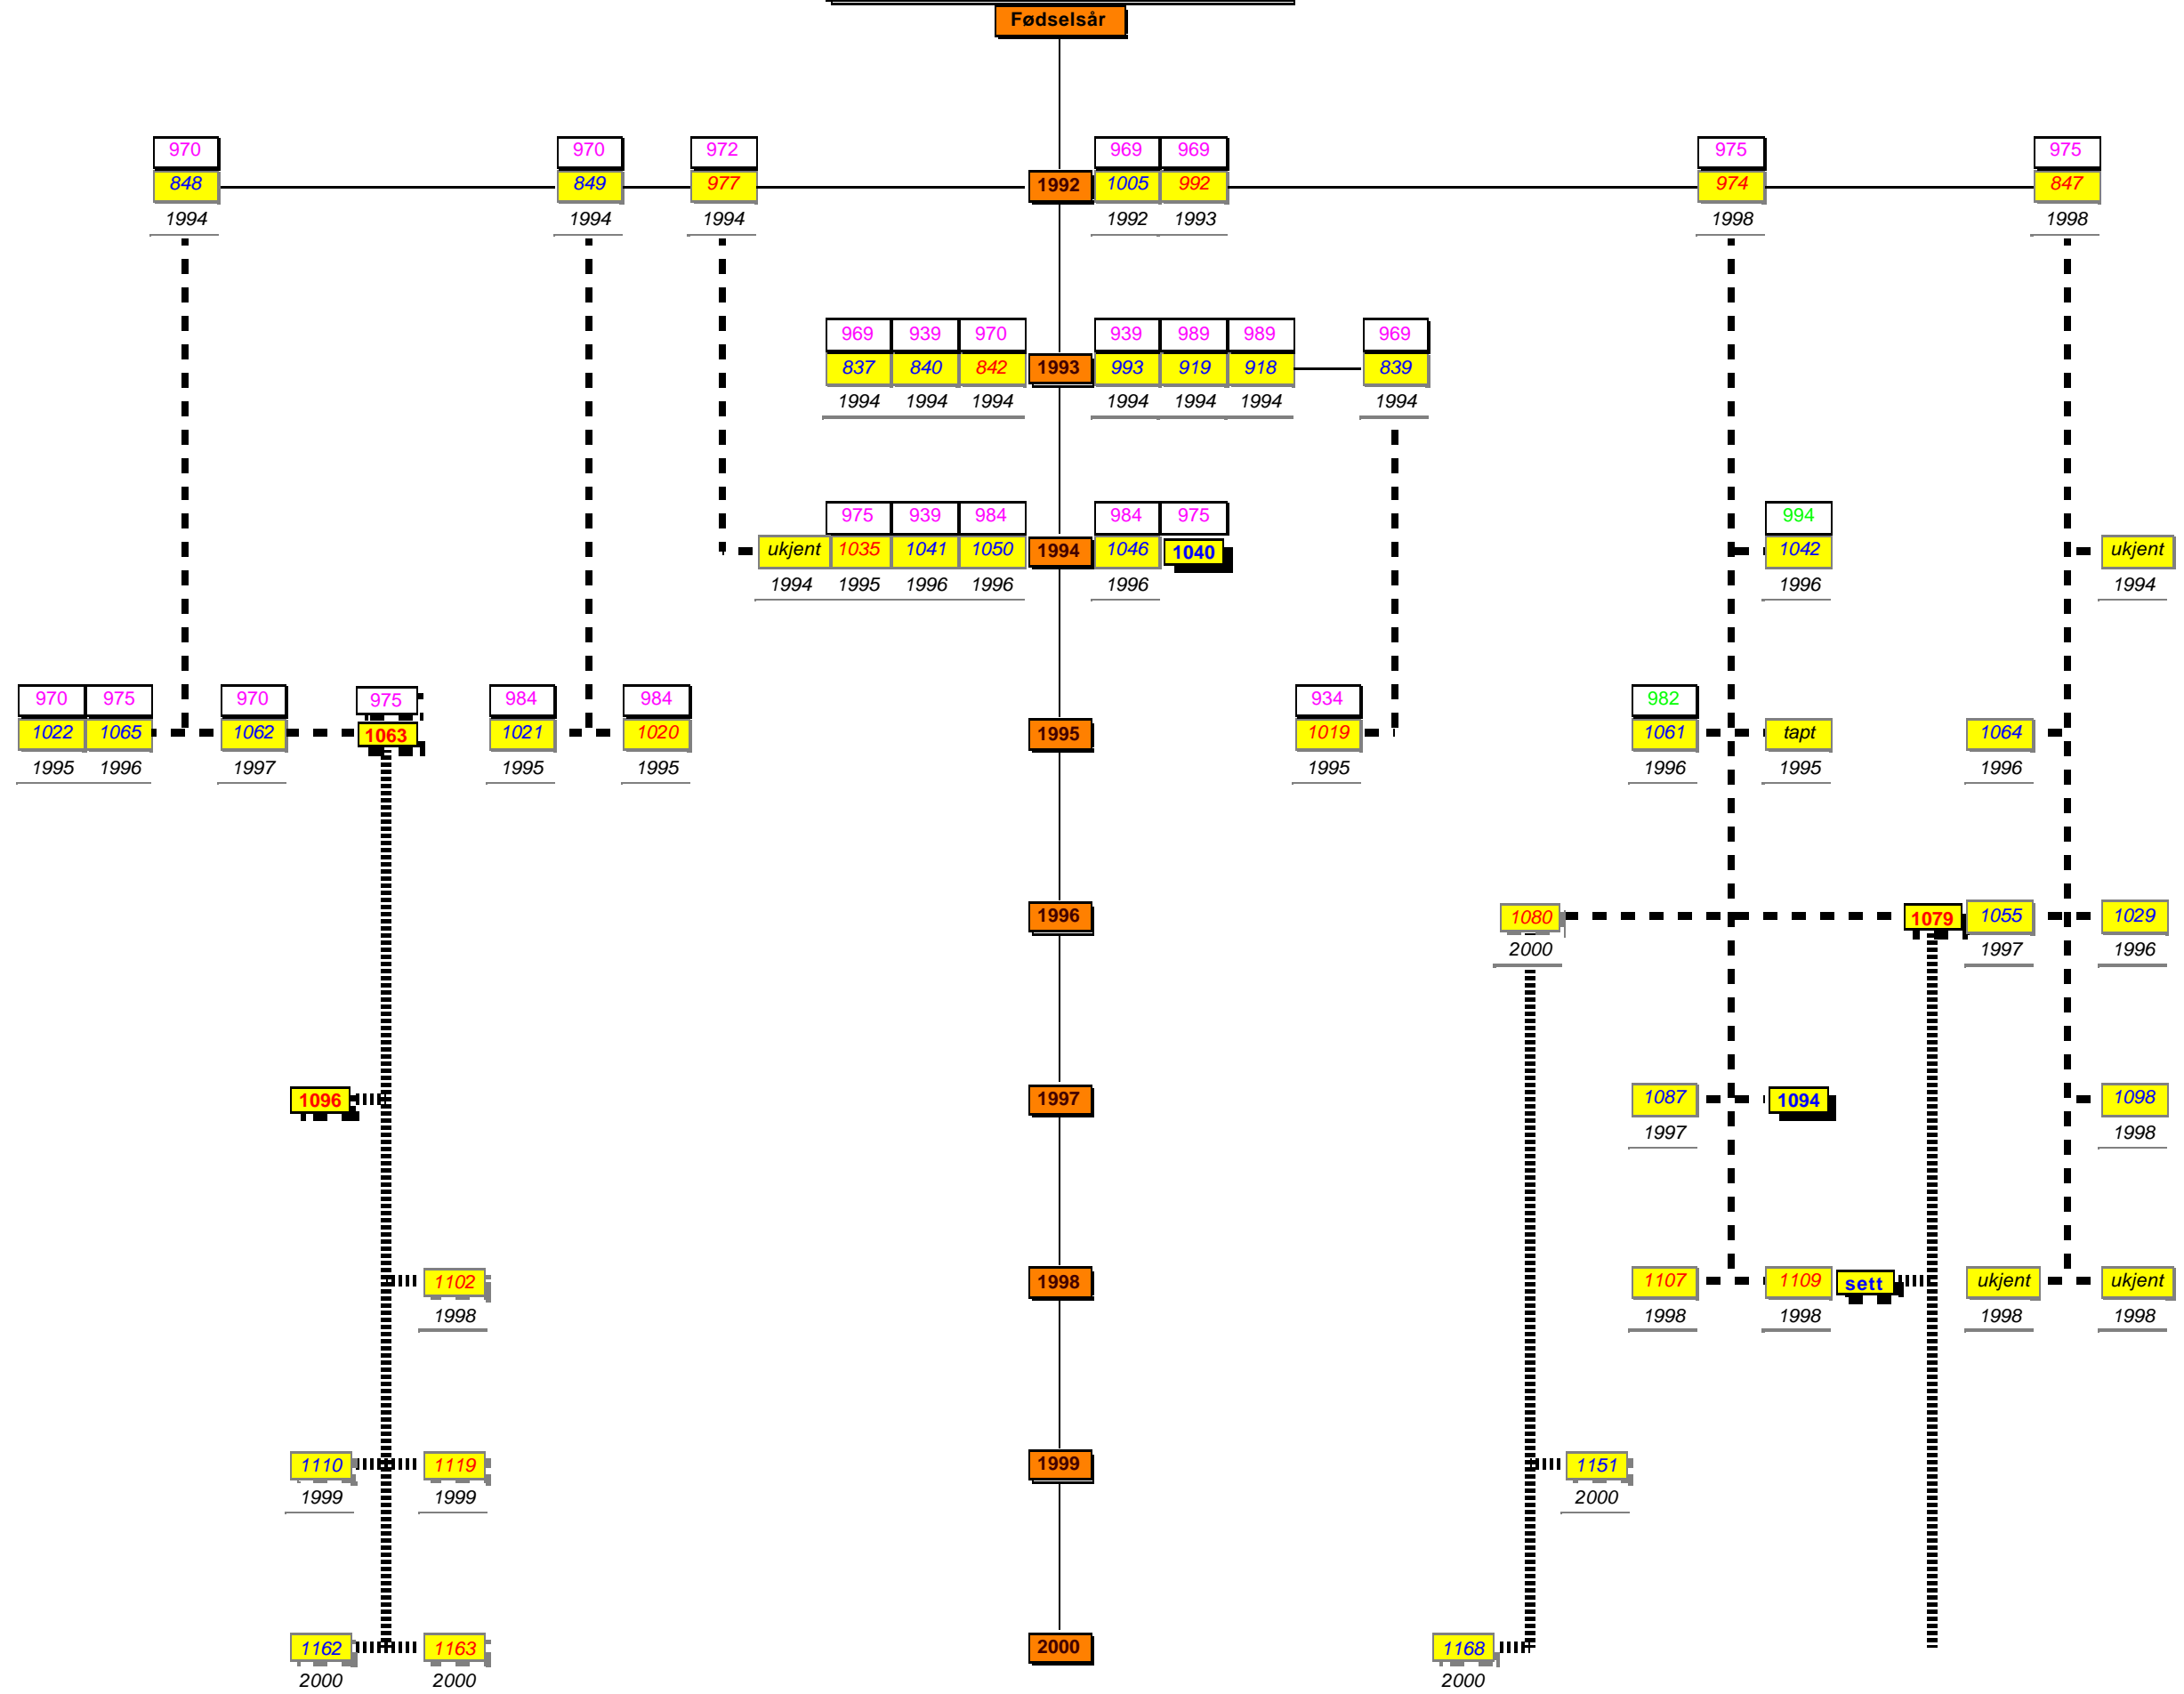 Fødselsår
970 970 972 969 969 975 975
848 849 977 1992 1005 992 974 847
1994 1994 1994 1992 1993 1998 1998
969 939 970 939 989 989 969
837 840 842 1993 993 919 918 839
1994 1994 1994 1994 1994 1994 1994
975 939 984 984 975 994
ukjent 1035 1041 1050 1994 1046 1040 1042 ukjent
1994 1995 1996 1996 1996 1996 1994
970 975 970 975 984 984 934 982
1022 1065 1062 1063 1021 1020 1995 1019 1061 tapt 1064
1995 1996 1997 1995 1995 1995 1996 1995 1996
1996 1080 1079 1055 1029
2000 1997 1996
1096 1997 1087 1094 1098
1997 1998
1102 1998 1107 1109 sett ukjent ukjent
1998 1998 1998 1998 1998
1110 1119 1999 1151
1999 1999 2000
1162 1163 2000 1168
2000 2000 2000